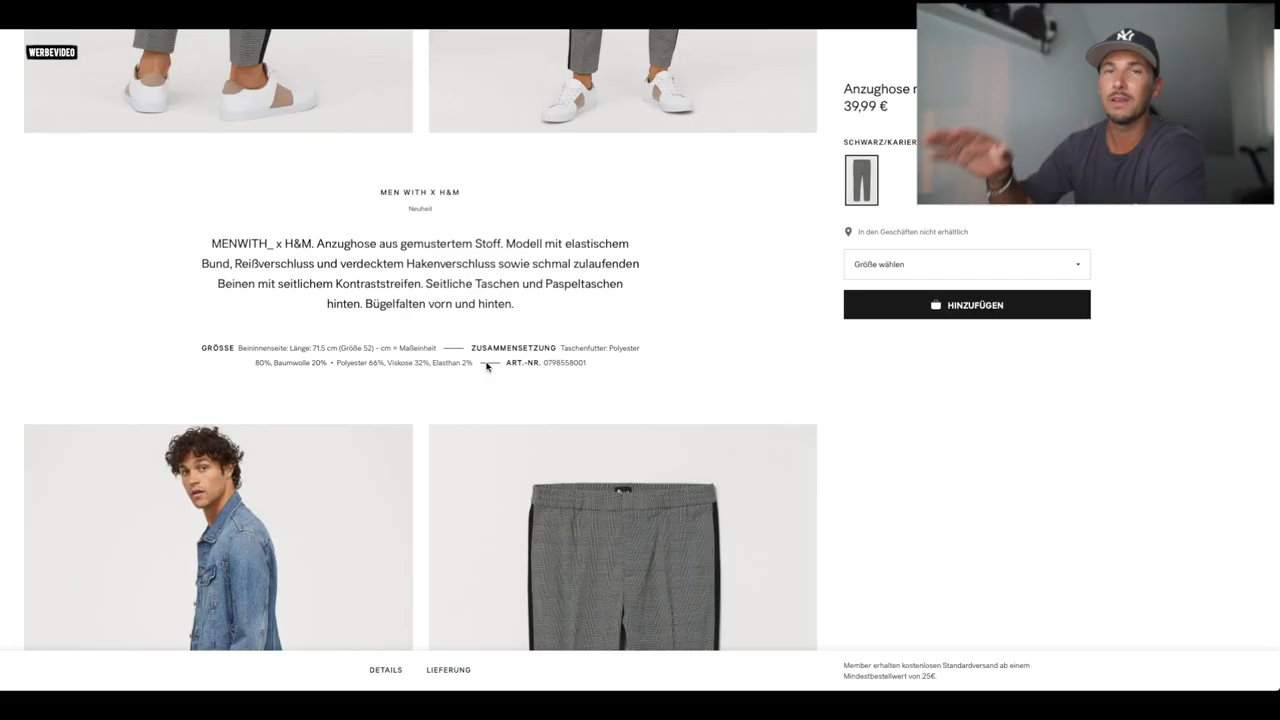 WERBEVIDEO
NY
Anzughose
39,99 €
SCHWARZ/KARIER
MEN WITH X H&M
Neuheit
MENWITH_ x H&M. Anzughose aus gemustertem Stoff. Modell mit elastischem
Bund, Reißverschluss und verdecktem Hakenverschluss sowie schmal zulaufenden
Beinen mit seitlichem Kontraststreifen. Seitliche Taschen und Paspeltaschen
hinten. Bügelfalten vorn und hinten.
In den Geschäften nicht erhältlich
Größe wählen
HINZUFÜGEN
GRÖSSE Beininnenseite: Länge: 71.5 cm (Größe 52) – cm = Maßeinheit ZUSAMMENSETZUNG Taschenfutter: Polyester
80%, Baumwolle 20% • Polyester 66%, Viskose 32%, Elasthan 2% ART.-NR. 0798558001
DETAILS LIEFERUNG
Member erhalten kostenlosen Standardversand ab einem
Mindestbestellwert von 25€.